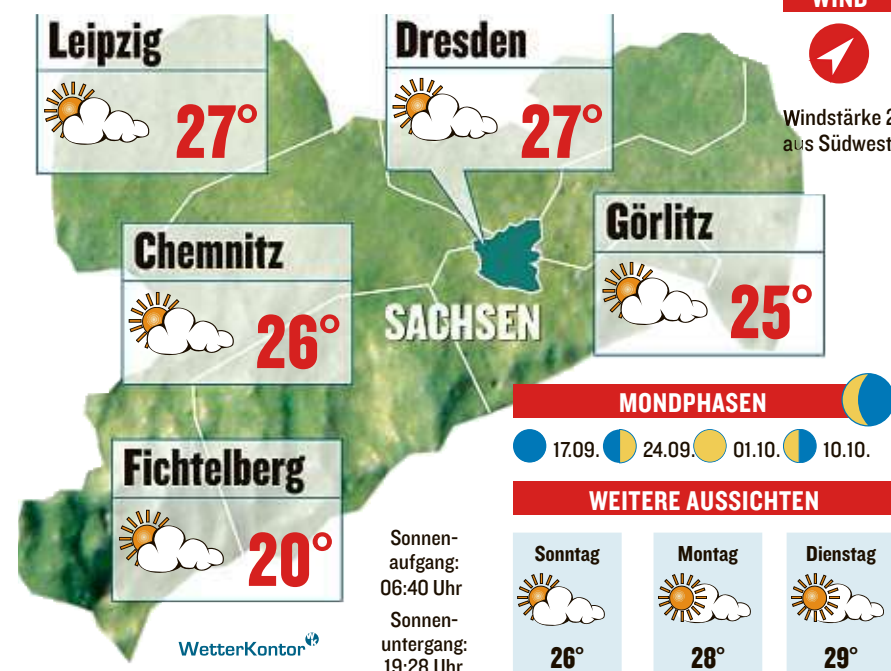 WIND
Windstärke 2
aus Südwest
Leipzig
27°
Dresden
27°
Görlitz
25°
Chemnitz
26°
SACHSEN
Fichtelberg
20°
WetterKontor
Sonnen-
aufgang:
06:40 Uhr
Sonnen-
untergang:
19:28 Uhr
MONDPHASEN
17.09. 24.09. 01.10. 10.10.
WEITERE AUSSICHTEN
Sonntag Montag Dienstag
26° 28° 29°